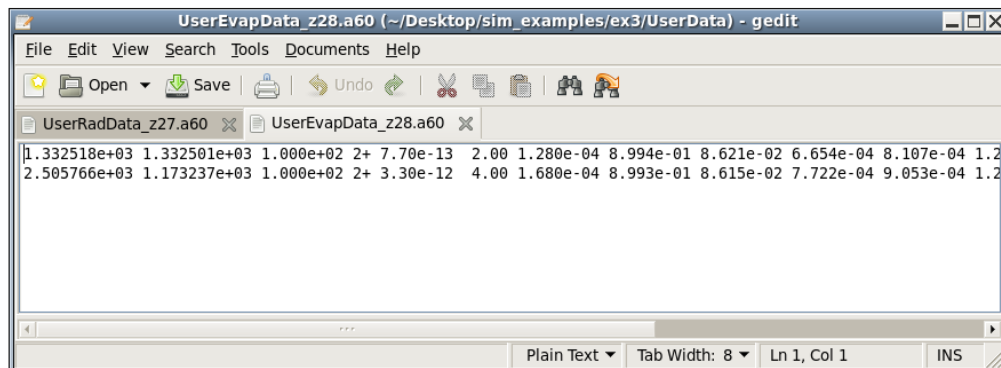 UserEvapData_z28.a60 (~/Desktop/sim_examples/ex3/UserData) - gedit
File Edit View Search Tools Documents Help
Open Save Undo
UserRadData_z27.a60 UserEvapData_z28.a60
1.332518e+03 1.332501e+03 1.000e+02 2+ 7.70e-13 2.00 1.280e-04 8.994e-01 8.621e-02 6.654e-04 8.107e-04 1.2
2.505766e+03 1.173237e+03 1.000e+02 2+ 3.30e-12 4.00 1.680e-04 8.993e-01 8.615e-02 7.722e-04 9.053e-04 1.2
Plain Text Tab Width: 8 Ln 1, Col 1 INS